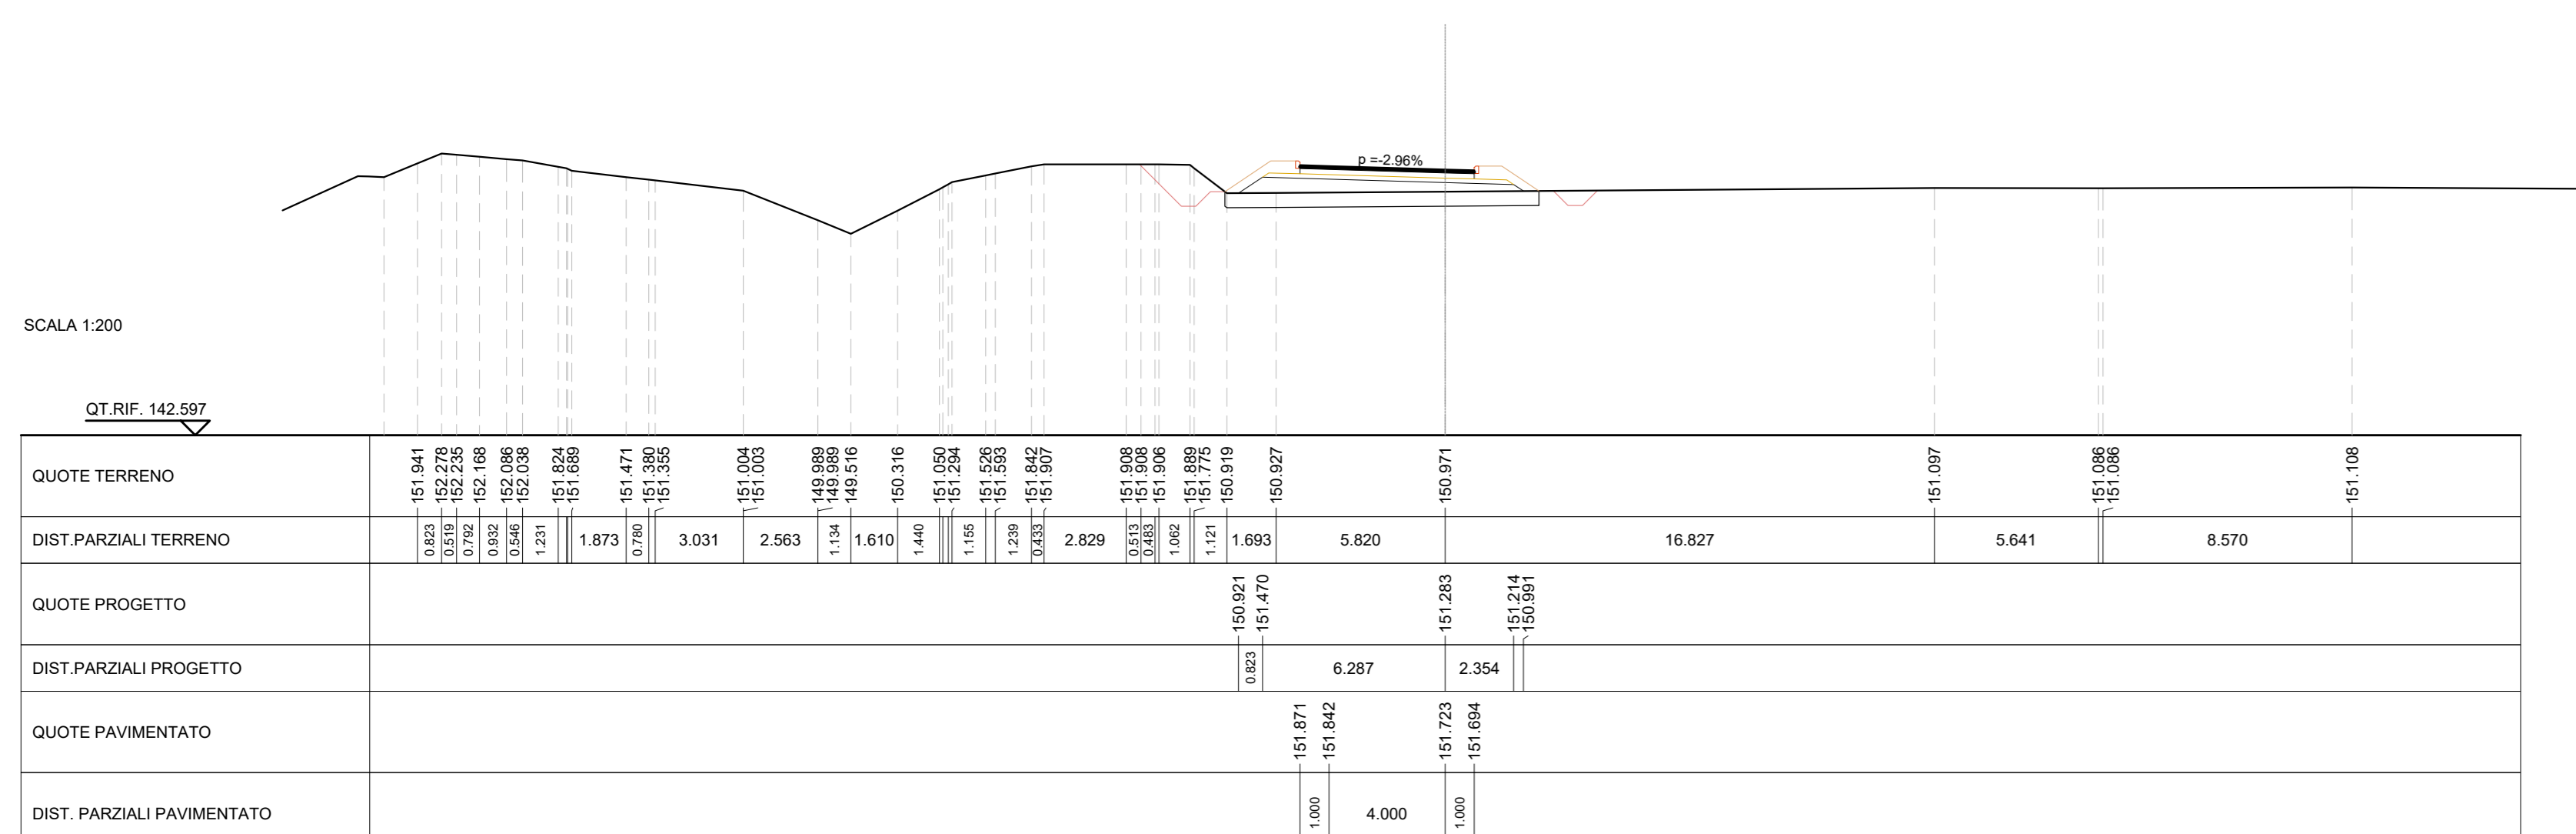 p =-2.96%
SCALA 1:200
QT.RIF. 142.597
QUOTE TERRENO
151.941 152.278 152.235 152.168 152.086 152.038 151.824 151.689 151.471 151.380 151.355 151.004 151.003 149.989 149.989 149.516 150.316 151.050 151.294 151.526 151.593 151.842 151.907 151.908 151.908 151.906 151.889 151.775 150.919 150.927 150.971 151.097 151.086 151.086 151.108
DIST.PARZIALI TERRENO
0.823 0.519 0.792 0.932 0.546 1.231 1.873 0.780 3.031 2.563 1.134 1.610 1.440 1.155 1.239 0.433 2.829 0.513 0.483 1.062 1.121 1.693 5.820 16.827 5.641 8.570
QUOTE PROGETTO
150.921 151.470 151.283 151.214 150.991
DIST.PARZIALI PROGETTO
0.823 6.287 2.354
QUOTE PAVIMENTATO
151.871 151.842 151.723 151.694
DIST. PARZIALI PAVIMENTATO
1.000 4.000 1.000